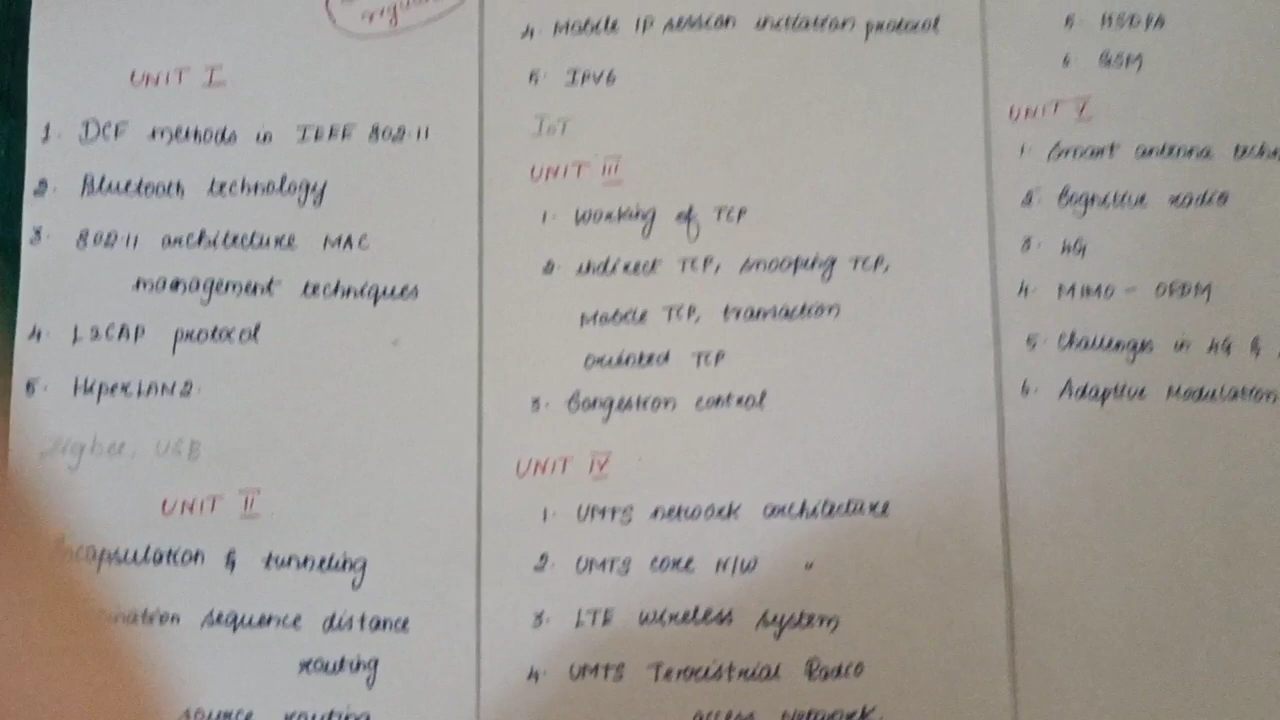 UNIT I
1. DCF methods in IEEE 802.11
2. Bluetooth technology
3. 802.11 architecture MAC
management techniques
4. L2CAP protocol
5. HiperLAN2.
Zigbee, USB
UNIT II
Encapsulation & tunneling
sequence distance
routing
source routing
4. Mobile IP session initiation protocol
5. IPV6
IoT
UNIT III
1. Working of TCP
2. indirect TCP, snooping TCP,
Mobile TCP, transaction
oriented TCP
3. Congestion control
UNIT IV
1. UMTS network architecture
2. UMTS core N/W "
3. LTE wireless system
4. UMTS Terrestrial Radio
access network.
5. HSDPA
6. GSM
UNIT V
1. Smart antenna
2. Cognitive radio
3. 4G
4. MIMO - OFDM
5. Challenges in 4G &
6. Adaptive Modulation